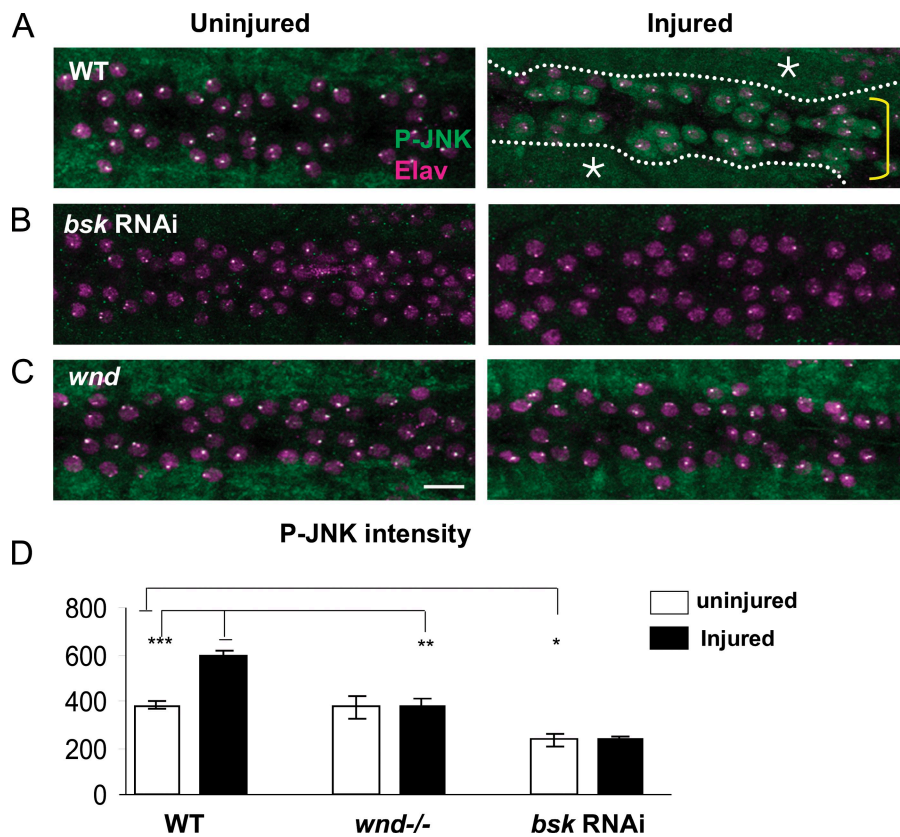 Uninjured Injured
A
WT
P-JNK
Elav
*
*
B
bsk RNAi
C
wnd
P-JNK intensity
D
800
600
400
200
0
*** ** *
uninjured
Injured
WT wnd-/- bsk RNAi